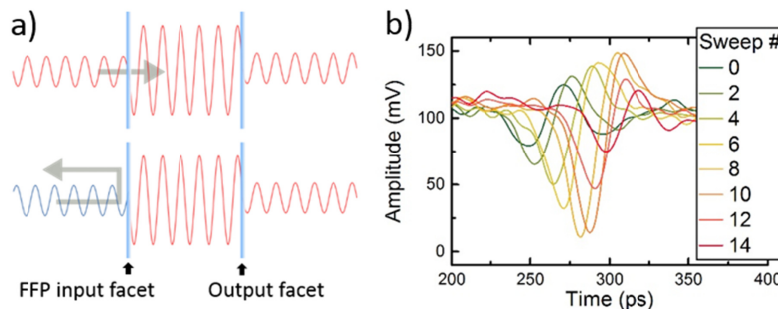 a)
FFP input facet
Output facet
b)
Amplitude (mV)
150
100
50
0
200
250
300
350
400
Time (ps)
Sweep #
0
2
4
6
8
10
12
14